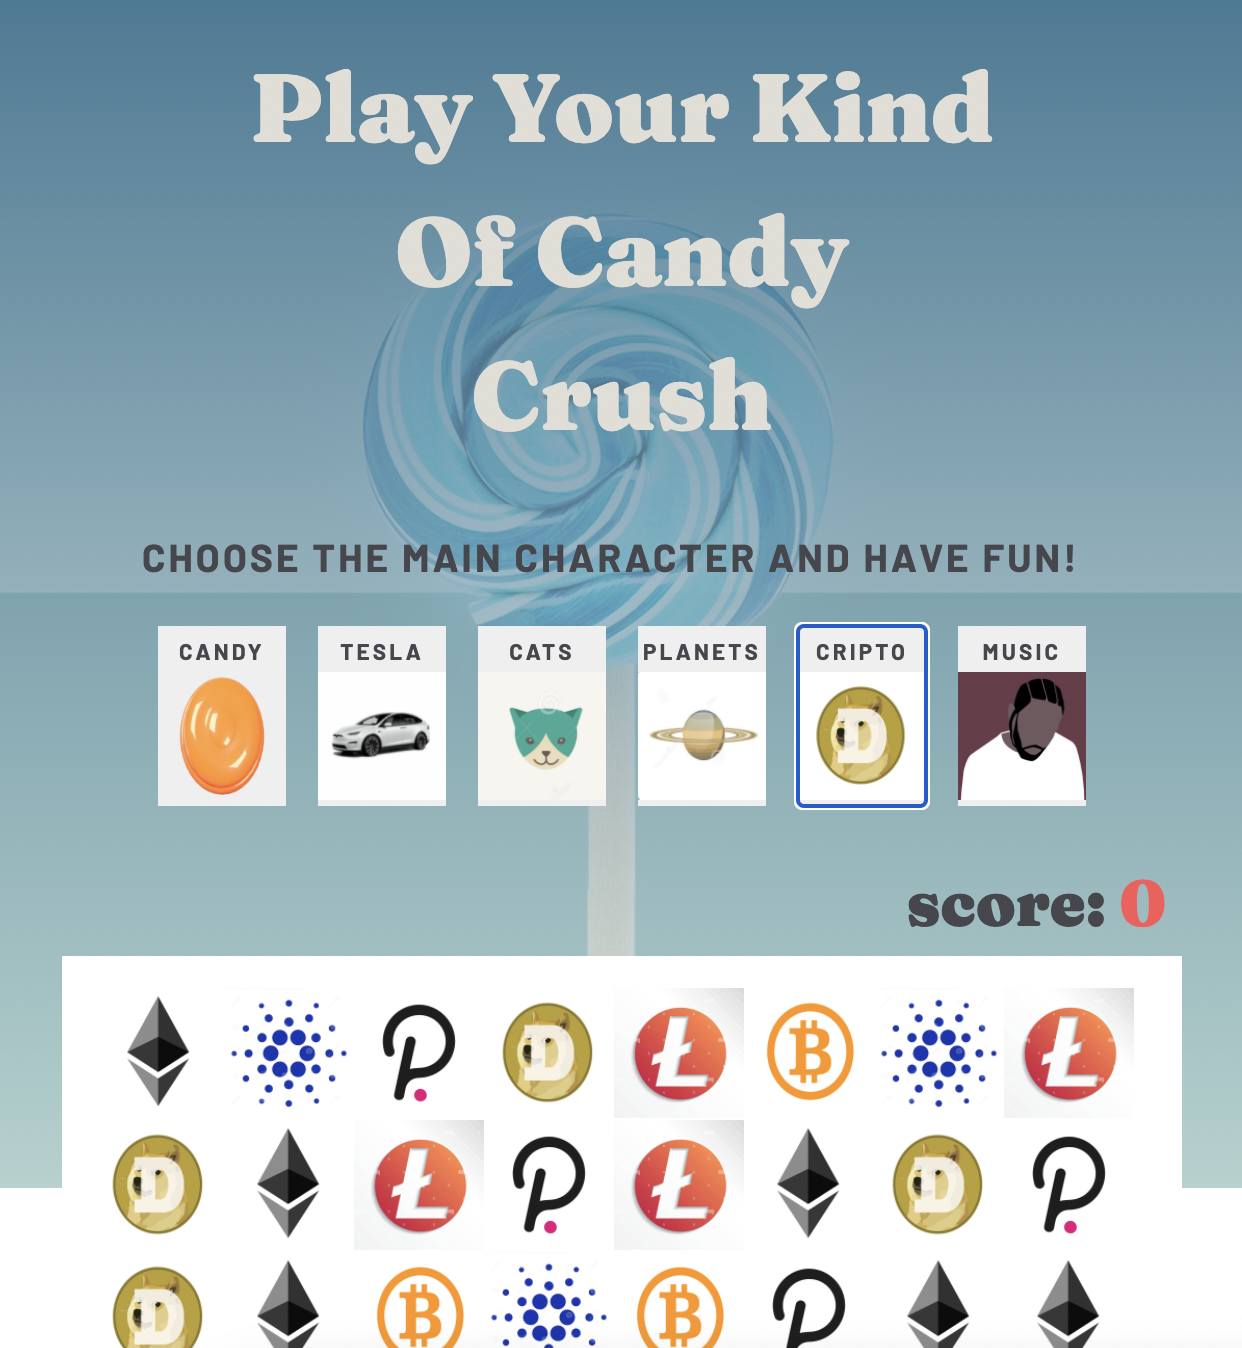 Play Your Kind
Of Candy
Crush
CHOOSE THE MAIN CHARACTER AND HAVE FUN!
CANDY TESLA CATS PLANETS CRIPTO MUSIC
D
score: 0
D Ł B Ł
D Ł Ł D
D B B